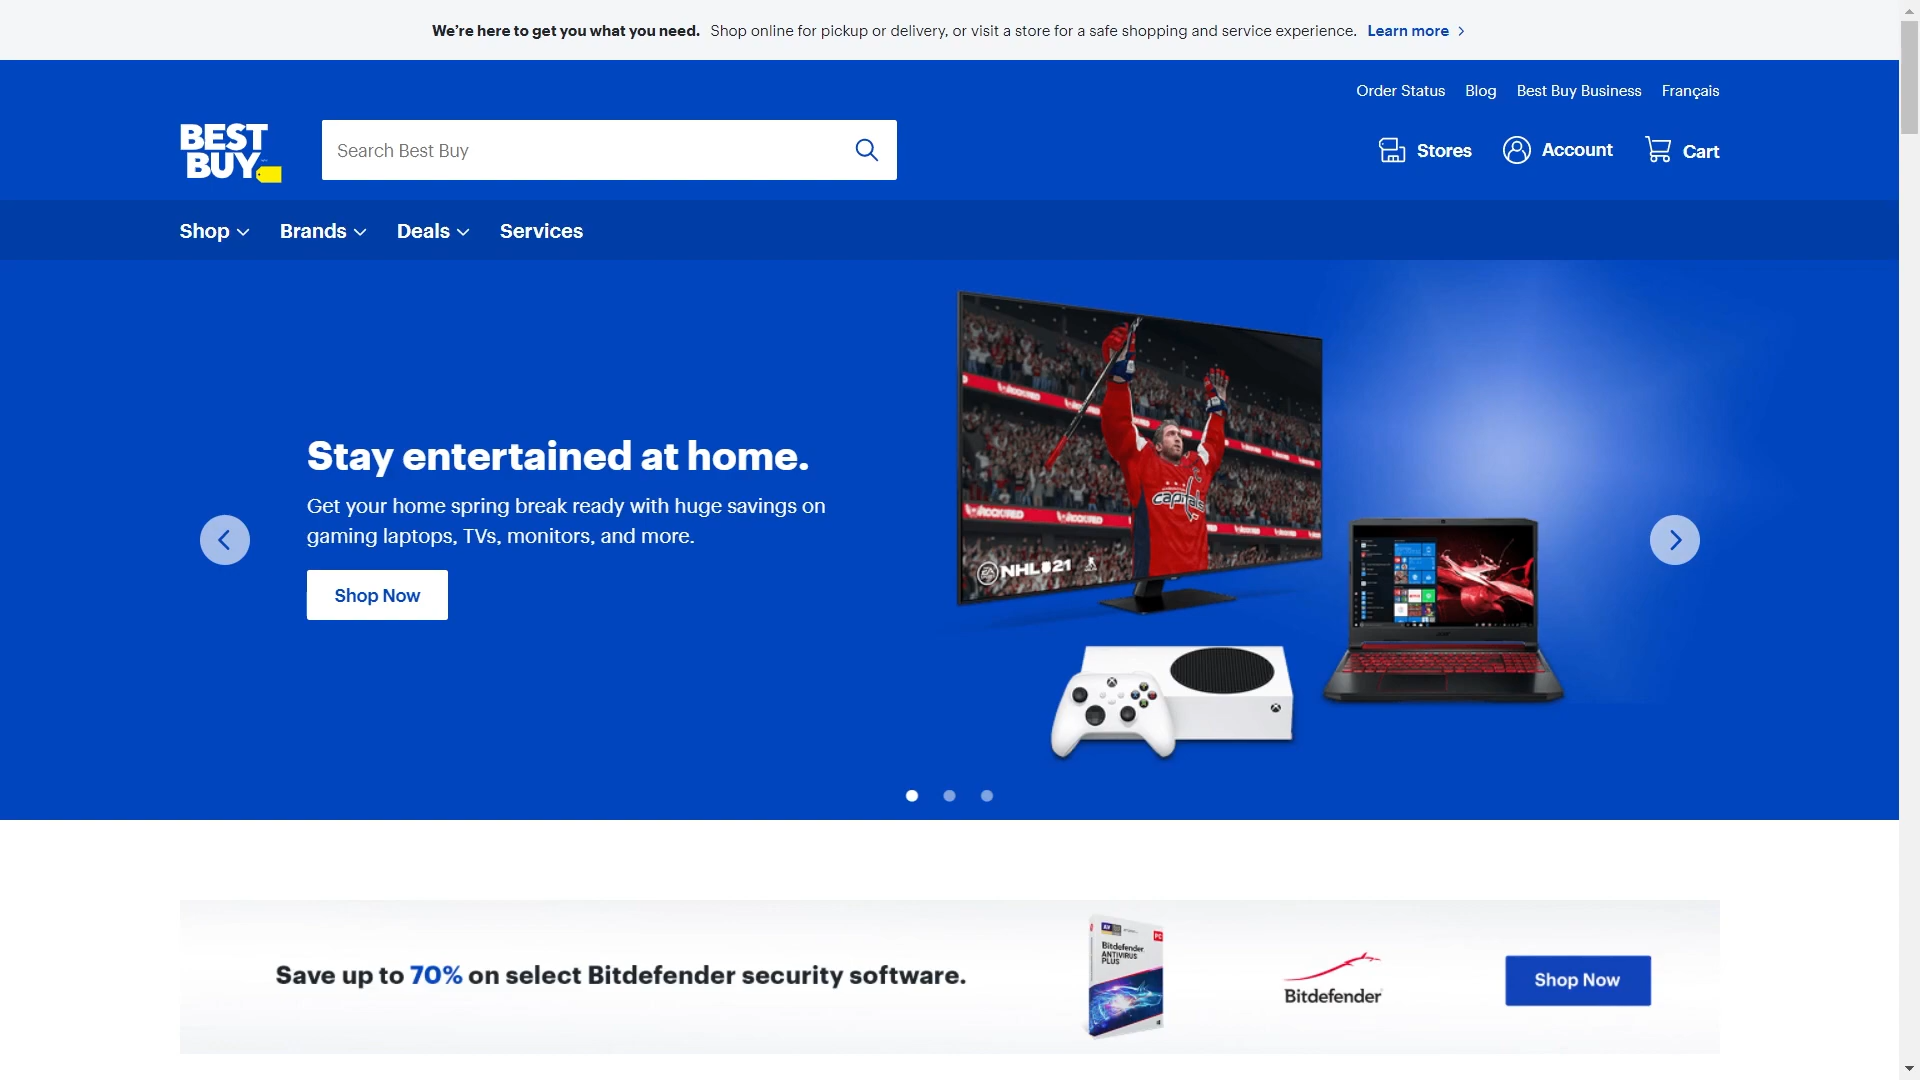 We're here to get you what you need. Shop online for pickup or delivery, or visit a store for a safe shopping and service experience. Learn more
Order Status Blog Best Buy Business Français
BEST
BUY
Search Best Buy
Stores Account Cart
Shop Brands Deals Services
Stay entertained at home.
Get your home spring break ready with huge savings on
gaming laptops, TVs, monitors, and more.
Shop Now
capitals
EA NHL 21
Save up to 70% on select Bitdefender security software.
PC
Bitdefender
ANTIVIRUS
PLUS
Bitdefender
Shop Now